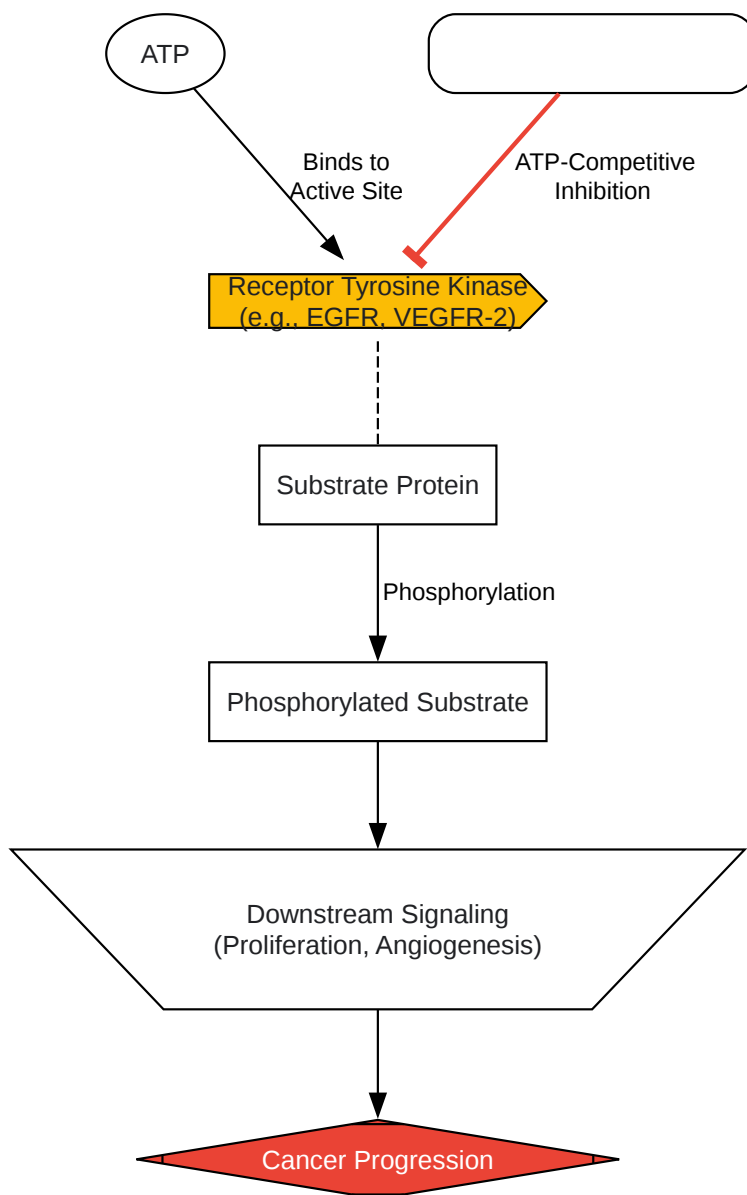 ATP
Binds to
Active Site
ATP-Competitive
Inhibition
Receptor Tyrosine Kinase
(e.g., EGFR, VEGFR-2)
Substrate Protein
Phosphorylation
Phosphorylated Substrate
Downstream Signaling
(Proliferation, Angiogenesis)
Cancer Progression